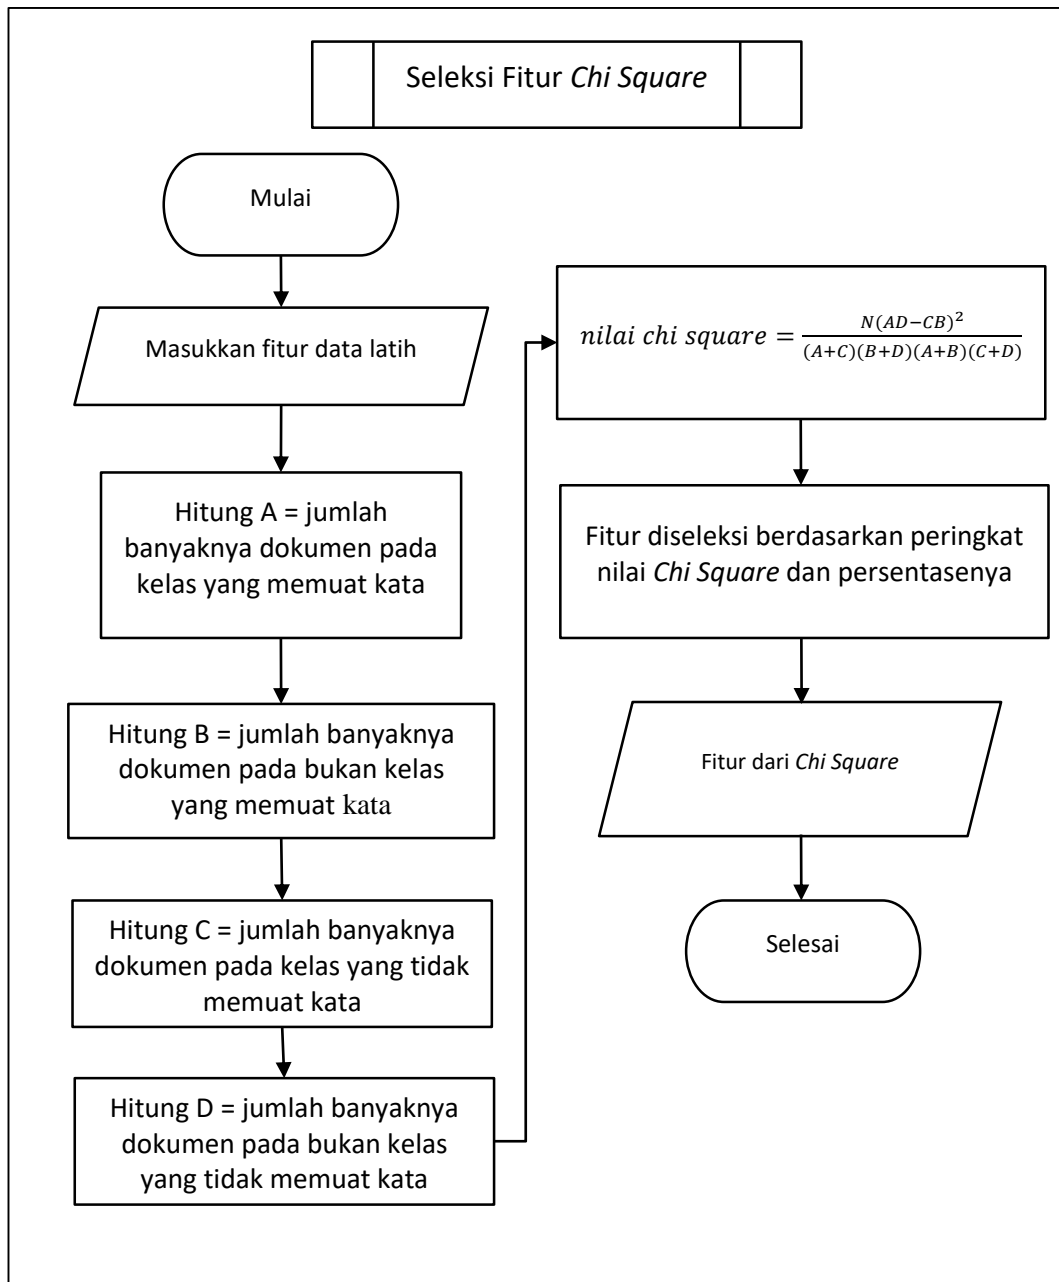 Seleksi Fitur Chi Square
Mulai
Masukkan fitur data latih
Hitung A = jumlah
banyaknya dokumen pada
kelas yang memuat kata
Hitung B = jumlah banyaknya
dokumen pada bukan kelas
yang memuat kata
Hitung C = jumlah banyaknya
dokumen pada kelas yang tidak
memuat kata
Hitung D = jumlah banyaknya
dokumen pada bukan kelas
yang tidak memuat kata
nilai chi square = N(AD−CB)² / (A+C)(B+D)(A+B)(C+D)
Fitur diseleksi berdasarkan peringkat
nilai Chi Square dan persentasenya
Fitur dari Chi Square
Selesai